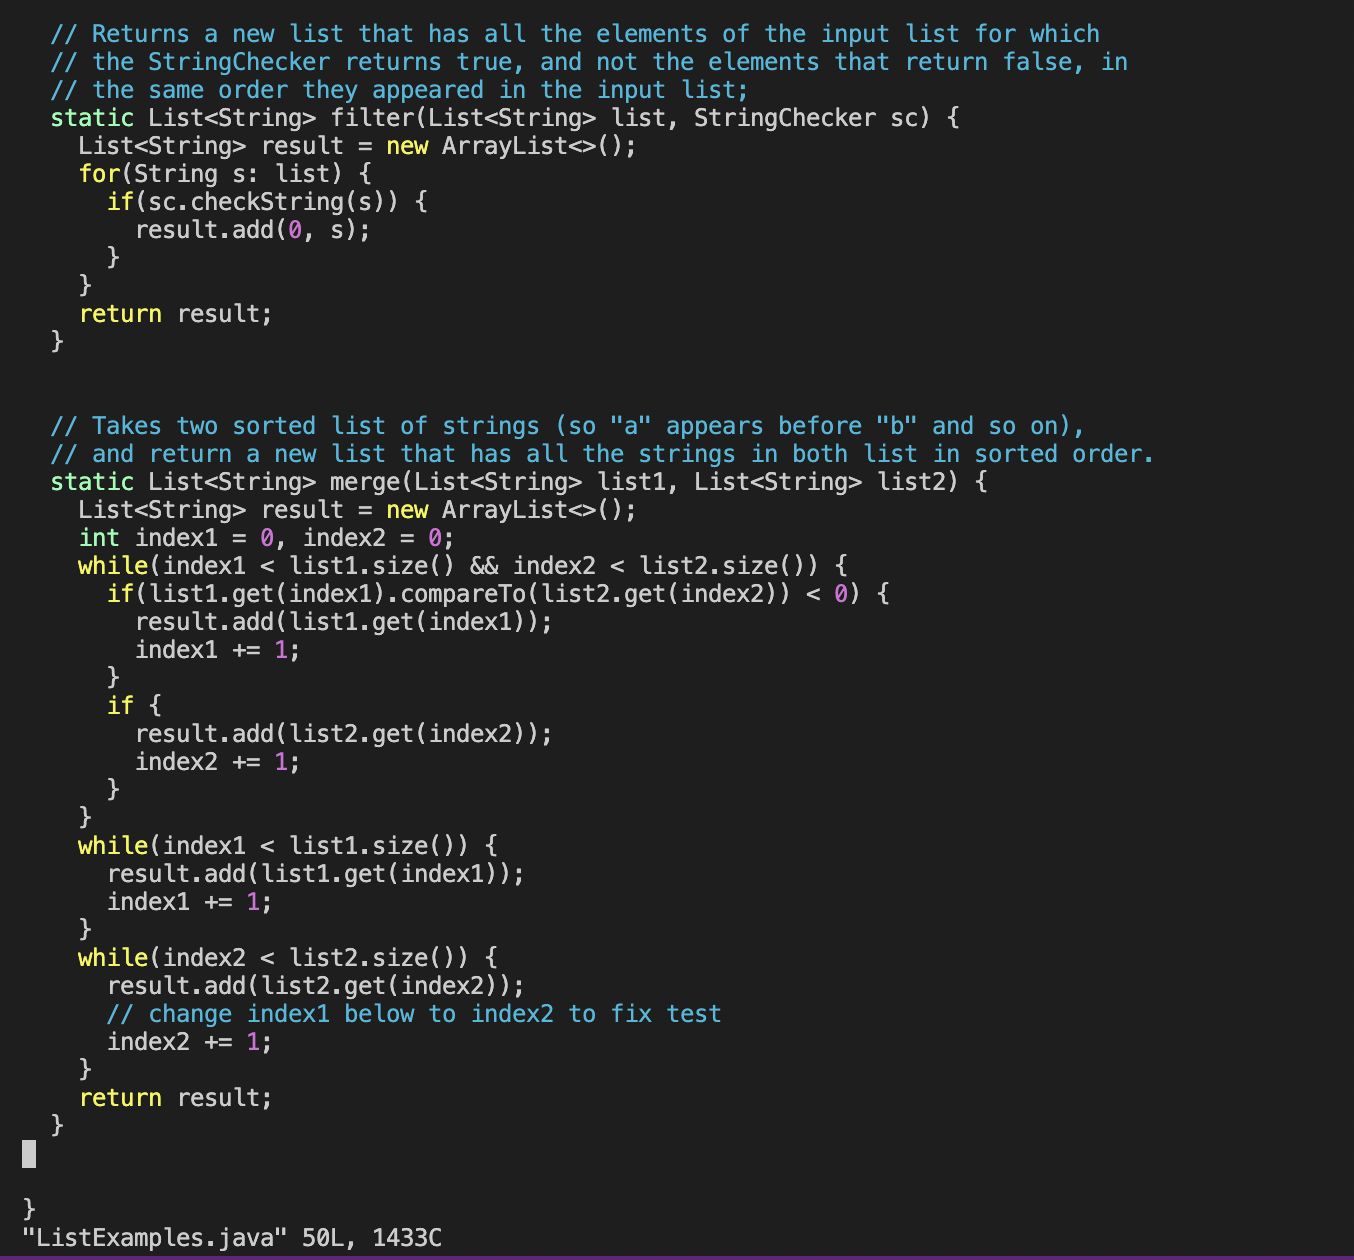 // Returns a new list that has all the elements of the input list for which
// the StringChecker returns true, and not the elements that return false, in
// the same order they appeared in the input list;
static List<String> filter(List<String> list, StringChecker sc) {
List<String> result = new ArrayList<>();
for(String s: list) {
if(sc.checkString(s)) {
result.add(0, s);
}
}
return result;
}
// Takes two sorted list of strings (so "a" appears before "b" and so on),
// and return a new list that has all the strings in both list in sorted order.
static List<String> merge(List<String> list1, List<String> list2) {
List<String> result = new ArrayList<>();
int index1 = 0, index2 = 0;
while(index1 < list1.size() && index2 < list2.size()) {
if(list1.get(index1).compareTo(list2.get(index2)) < 0) {
result.add(list1.get(index1));
index1 += 1;
}
if {
result.add(list2.get(index2));
index2 += 1;
}
}
while(index1 < list1.size()) {
result.add(list1.get(index1));
index1 += 1;
}
while(index2 < list2.size()) {
result.add(list2.get(index2));
// change index1 below to index2 to fix test
index2 += 1;
}
return result;
}
}
"ListExamples.java" 50L, 1433C